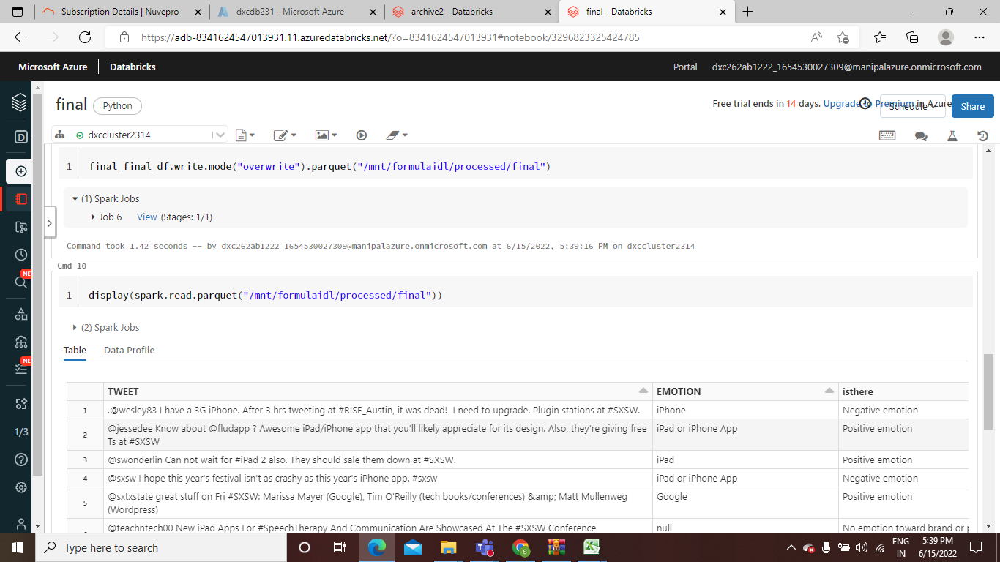 Subscription Details | Nuvepro
dxcdb231 - Microsoft Azure
archive2 - Databricks
final - Databricks
https://adb-8341624547013931.11.azuredatabricks.net/?o=8341624547013931#notebook/3296823325424785
Microsoft Azure
Databricks
Portal
dxc262ab1222_1654530027309@manipalazure.onmicrosoft.com
final
Python
Free trial ends in 14 days. Upgrade to Premium in Azure
Schedule
Share
dxccluster2314
1 final_final_df.write.mode("overwrite").parquet("/mnt/formulaidl/processed/final")
(1) Spark Jobs
Job 6 View (Stages: 1/1)
Command took 1.42 seconds -- by dxc262ab1222_1654530027309@manipalazure.onmicrosoft.com at 6/15/2022, 5:39:16 PM on dxccluster2314
Cmd 10
1 display(spark.read.parquet("/mnt/formulaidl/processed/final"))
(2) Spark Jobs
Table Data Profile
TWEET EMOTION isthere
1 .@wesley83 I have a 3G iPhone. After 3 hrs tweeting at #RISE_Austin, it was dead!  I need to upgrade. Plugin stations at #SXSW. iPhone Negative emotion
2 @jessedee Know about @fludapp ? Awesome iPad/iPhone app that you'll likely appreciate for its design. Also, they're giving free iPad or iPhone App Positive emotion
Ts at #SXSW
3 @swonderlin Can not wait for #iPad 2 also. They should sale them down at #SXSW. iPad Positive emotion
4 @sxsw I hope this year's festival isn't as crashy as this year's iPhone app. #sxsw iPad or iPhone App Negative emotion
5 @sxtxstate great stuff on Fri #SXSW: Marissa Mayer (Google), Tim O'Reilly (tech books/conferences) &amp; Matt Mullenweg Google Positive emotion
(Wordpress)
@teachntech00 New iPad Apps For #SpeechTherapy And Communication Are Showcased At The #SXSW Conference null No emotion toward brand or
D
NEW
NEW
1/3
Type here to search
ENG
IN
5:39 PM
6/15/2022